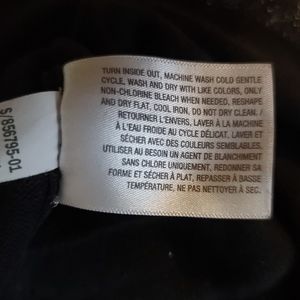 TURN INSIDE OUT, MACHINE WASH COLD GENTLE
CYCLE, WASH AND DRY WITH LIKE COLORS, ONLY
NON-CHLORINE BLEACH WHEN NEEDED, RESHAPE
AND DRY FLAT, COOL IRON, DO NOT DRY CLEAN. /
RETOURNER L'ENVERS, LAVER À LA MACHINE
À L'EAU FROIDE AU CYCLE DÉLICAT, LAVER ET
SÉCHER AVEC DES COULEURS SEMBLABLES,
UTILISER AU BESOIN UN AGENT DE BLANCHIMENT
SANS CHLORE UNIQUEMENT, REDONNER SA
FORME ET SÉCHER À PLAT, REPASSER À BASSE
TEMPÉRATURE, NE PAS NETTOYER À SEC.
S/856795-01